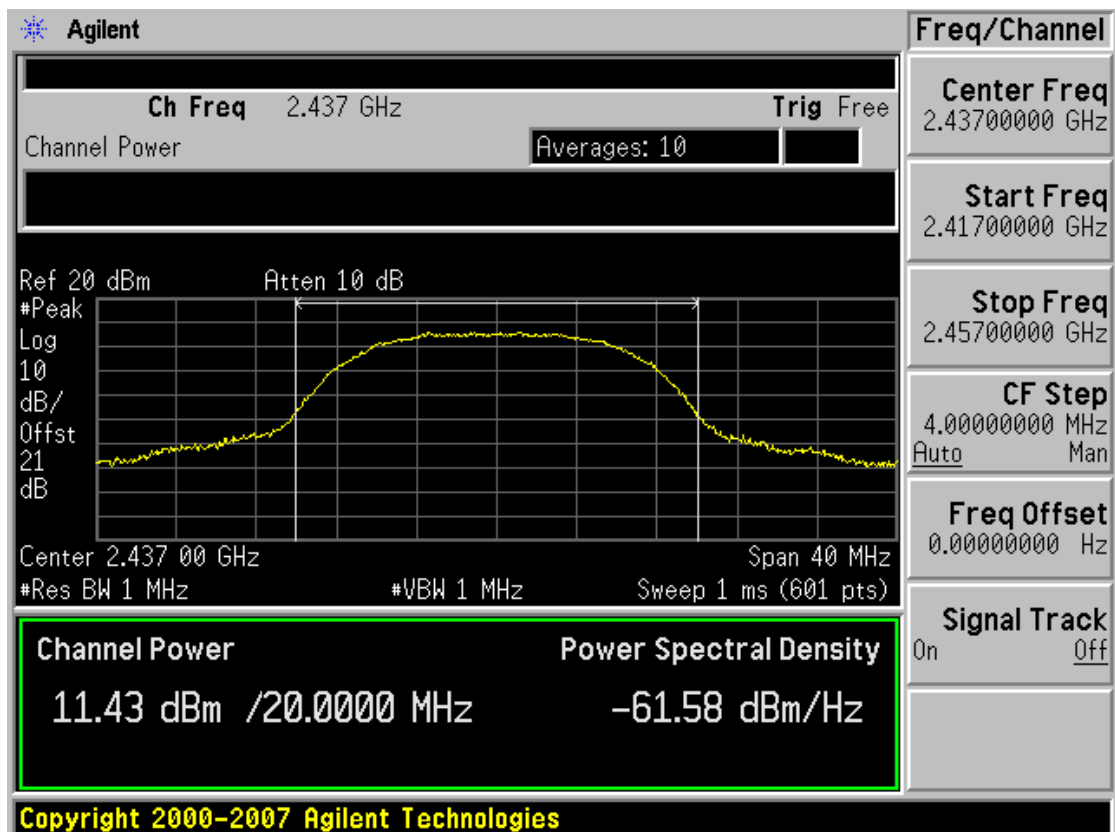 Agilent
Freq/Channel
Ch Freq 2.437 GHz Trig Free
Channel Power Averages: 10
Ref 20 dBm Atten 10 dB
#Peak
Log
10
dB/
Offst
21
dB
Center 2.437 00 GHz Span 40 MHz
#Res BW 1 MHz #VBW 1 MHz Sweep 1 ms (601 pts)
Channel Power Power Spectral Density
11.43 dBm /20.0000 MHz -61.58 dBm/Hz
Center Freq
2.43700000 GHz
Start Freq
2.41700000 GHz
Stop Freq
2.45700000 GHz
CF Step
4.00000000 MHz
Auto Man
Freq Offset
0.00000000 Hz
Signal Track
On Off
Copyright 2000-2007 Agilent Technologies